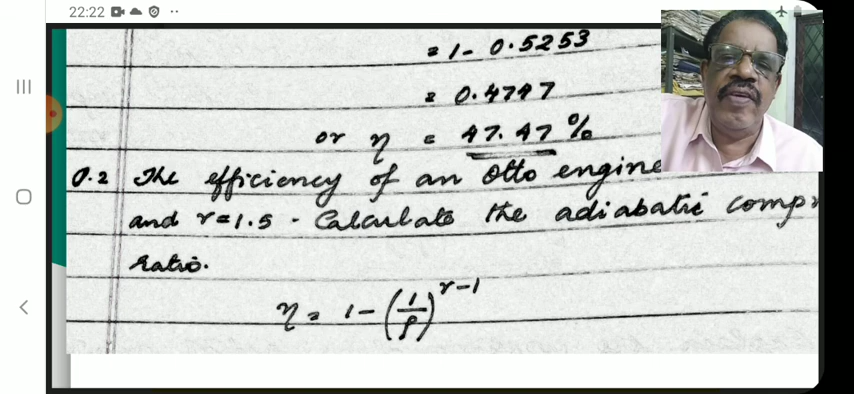 22:22
= 1 - 0.5253
= 0.4747
or η = 47.47 %
Q.2 The efficiency of an Otto engine
and γ=1.5 - Calculate the adiabatic comp
ratio.
η = 1 - (1/ρ)^γ-1